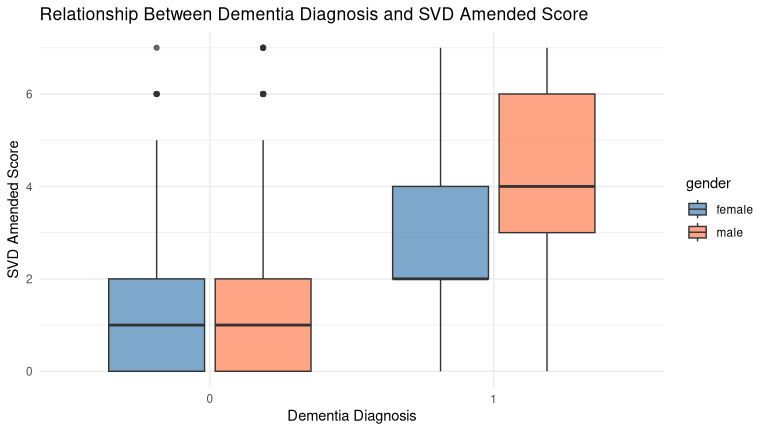 Relationship Between Dementia Diagnosis and SVD Amended Score
6
4
2
0
SVD Amended Score
0
1
Dementia Diagnosis
gender
female
male